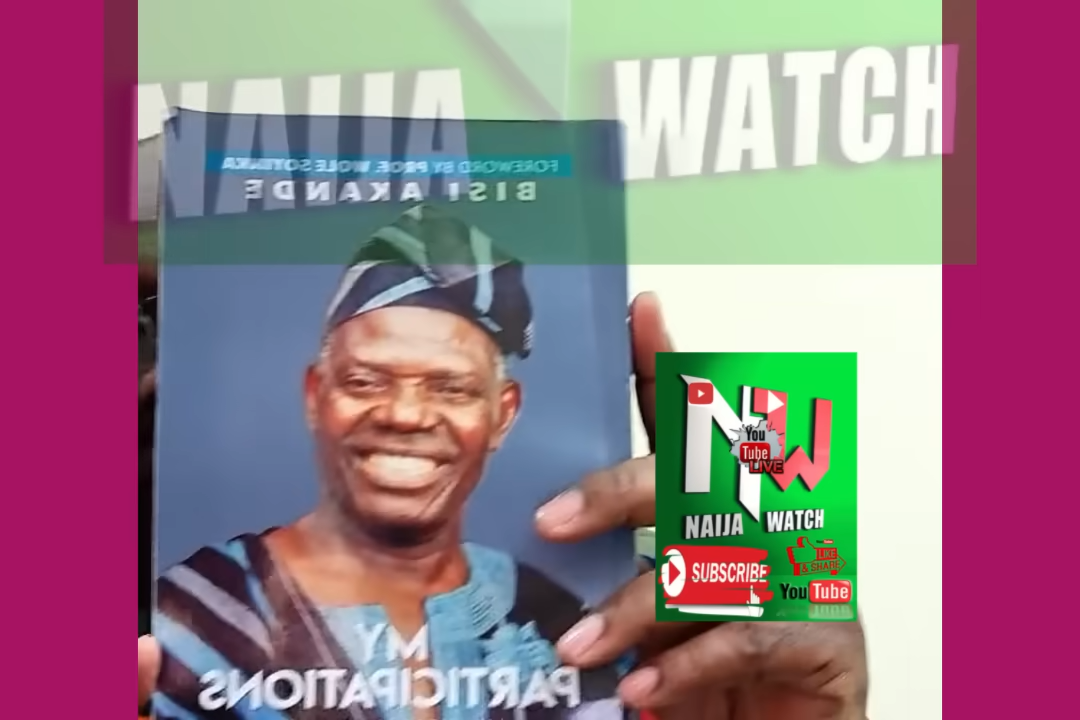 NAIJA WATCH
FOREWORD BY PROF. WOLE SOYINKA
BISI AKANDE
MY
PARTICIPATIONS
NW
You
Tube
LIVE
NAIJA WATCH
SUBSCRIBE
LIKE
& SHARE
YouTube